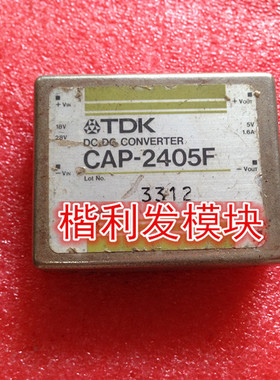 +VIN
+VOUT
TDK
18V
28V
5V
1.6A
DC-DC CONVERTER
CAP-2405F
-VIN
-VOUT
Lot No.
3312
楷利发模块